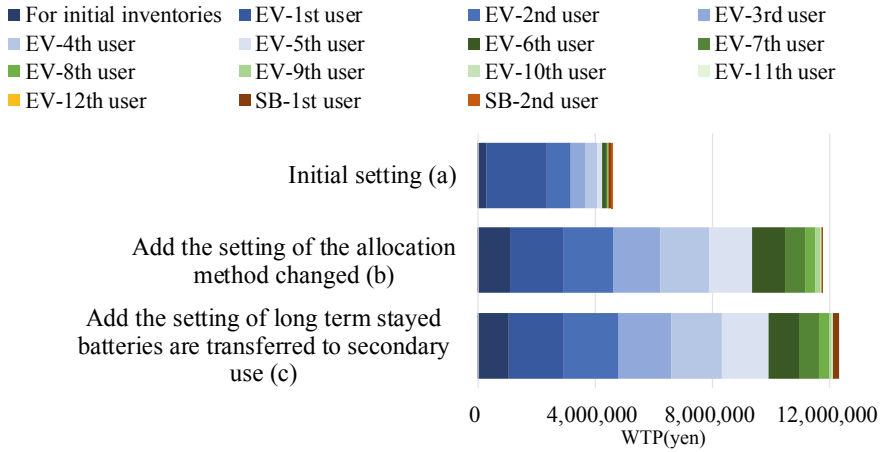 For initial inventories EV-1st user EV-2nd user EV-3rd user
EV-4th user EV-5th user EV-6th user EV-7th user
EV-8th user EV-9th user EV-10th user EV-11th user
EV-12th user SB-1st user SB-2nd user
Initial setting (a)
Add the setting of the allocation
method changed (b)
Add the setting of long term stayed
batteries are transferred to secondary
use (c)
0 4,000,000 8,000,000 12,000,000
WTP(yen)